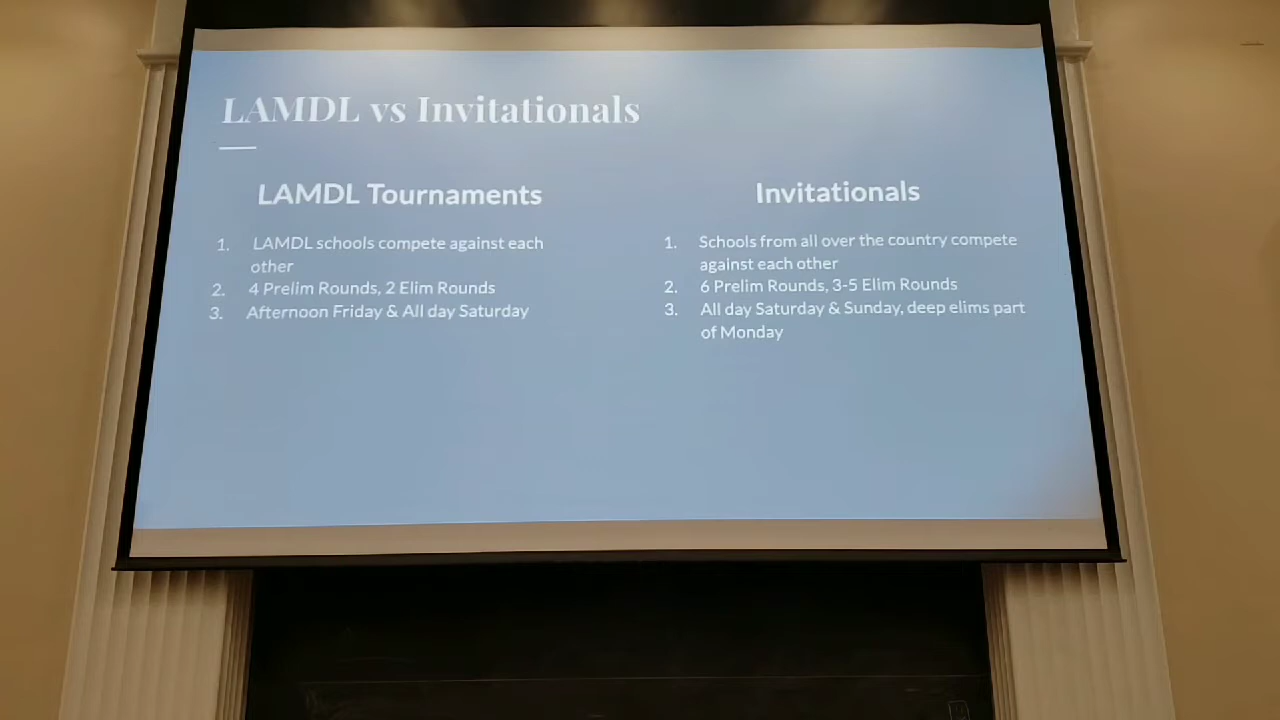 LAMDL vs Invitationals
LAMDL Tournaments
1. LAMDL schools compete against each
other
2. 4 Prelim Rounds, 2 Elim Rounds
3. Afternoon Friday & All day Saturday
Invitationals
1. Schools from all over the country compete
against each other
2. 6 Prelim Rounds, 3-5 Elim Rounds
3. All day Saturday & Sunday, deep elims part
of Monday